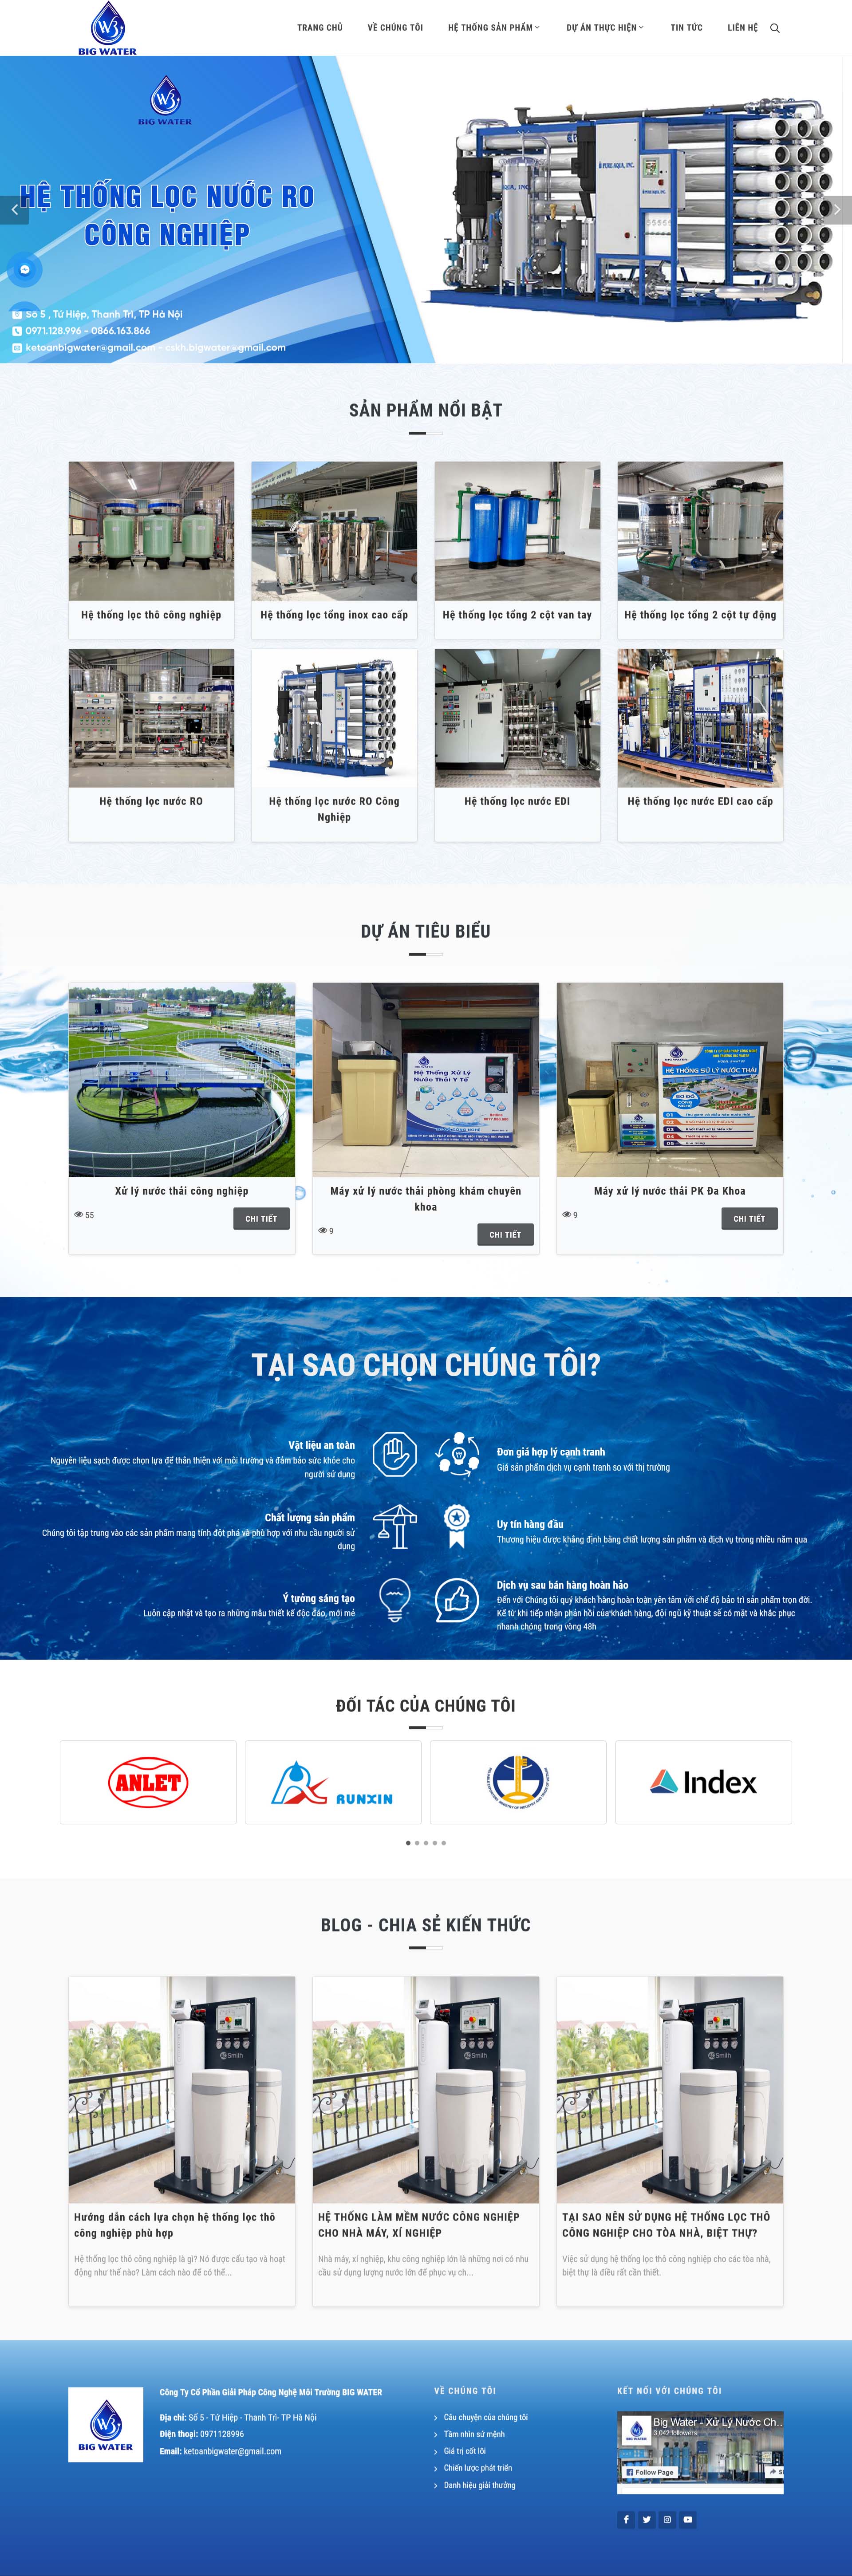 BIG WATER
TRANG CHỦ
VỀ CHÚNG TÔI
HỆ THỐNG SẢN PHẨM
DỰ ÁN THỰC HIỆN
TIN TỨC
LIÊN HỆ
BIG WATER
HỆ THỐNG LỌC NƯỚC RO
CÔNG NGHIỆP
Số 5 , Tứ Hiệp, Thanh Trì, TP Hà Nội
0971.128.996 - 0866.163.866
ketoanbigwater@gmail.com - cskh.bigwater@gmail.com
PURE AQUA, INC.
SẢN PHẨM NỔI BẬT
Hệ thống lọc thô công nghiệp
Hệ thống lọc tổng inox cao cấp
Hệ thống lọc tổng 2 cột van tay
Hệ thống lọc tổng 2 cột tự động
Hệ thống lọc nước RO
Hệ thống lọc nước RO Công
Nghiệp
Hệ thống lọc nước EDI
Hệ thống lọc nước EDI cao cấp
DỰ ÁN TIÊU BIỂU
BIG WATER
Hệ Thống Xử Lý
Nước Thải Y Tế
HỆ THỐNG SỬ LÝ NƯỚC THẢI
Xử lý nước thải công nghiệp
55
CHI TIẾT
Máy xử lý nước thải phòng khám chuyên
khoa
9
CHI TIẾT
Máy xử lý nước thải PK Đa Khoa
9
CHI TIẾT
TẠI SAO CHỌN CHÚNG TÔI?
Vật liệu an toàn
Nguyên liệu sạch được chọn lựa để thân thiện với môi trường và đảm bảo sức khỏe cho
người sử dụng
Chất lượng sản phẩm
Chúng tôi tập trung vào các sản phẩm mang tính đột phá và phù hợp với nhu cầu người sử
dụng
Ý tưởng sáng tạo
Luôn cập nhật và tạo ra những mẫu thiết kế độc đáo, mới mẻ
Đơn giá hợp lý cạnh tranh
Giá sản phẩm dịch vụ cạnh tranh so với thị trường
Uy tín hàng đầu
Thương hiệu được khẳng định bằng chất lượng sản phẩm và dịch vụ trong nhiều năm qua
Dịch vụ sau bán hàng hoàn hảo
Đến với Chúng tôi quý khách hàng hoàn toàn yên tâm với chế độ bảo trì sản phẩm trọn đời.
Kể từ khi tiếp nhận phản hồi của khách hàng, đội ngũ kỹ thuật sẽ có mặt và khắc phục
nhanh chóng trong vòng 48h
ĐỐI TÁC CỦA CHÚNG TÔI
ANLET
RUNXIN
Index
BLOG - CHIA SẺ KIẾN THỨC
Smith
Smith
Smith
Hướng dẫn cách lựa chọn hệ thống lọc thô
công nghiệp phù hợp
Hệ thống lọc thô công nghiệp là gì? Nó được cấu tạo và hoạt
động như thế nào? Làm cách nào để có thể...
HỆ THỐNG LÀM MỀM NƯỚC CÔNG NGHIỆP
CHO NHÀ MÁY, XÍ NGHIỆP
Nhà máy, xí nghiệp, khu công nghiệp lớn là những nơi có nhu
cầu sử dụng lượng nước lớn để phục vụ ch...
TẠI SAO NÊN SỬ DỤNG HỆ THỐNG LỌC THÔ
CÔNG NGHIỆP CHO TÒA NHÀ, BIỆT THỰ?
Việc sử dụng hệ thống lọc thô công nghiệp cho các tòa nhà,
biệt thự là điều rất cần thiết.
BIG WATER
Công Ty Cổ Phần Giải Pháp Công Nghệ Môi Trường BIG WATER
Địa chỉ: Số 5 - Tứ Hiệp - Thanh Trì- TP Hà Nội
Điện thoại: 0971128996
Email: ketoanbigwater@gmail.com
VỀ CHÚNG TÔI
Câu chuyện của chúng tôi
Tầm nhìn sứ mệnh
Giá trị cốt lõi
Chiến lược phát triển
Danh hiệu giải thưởng
KẾT NỐI VỚI CHÚNG TÔI
Big Water - Xử Lý Nước Ch...
3,042 followers
Follow Page